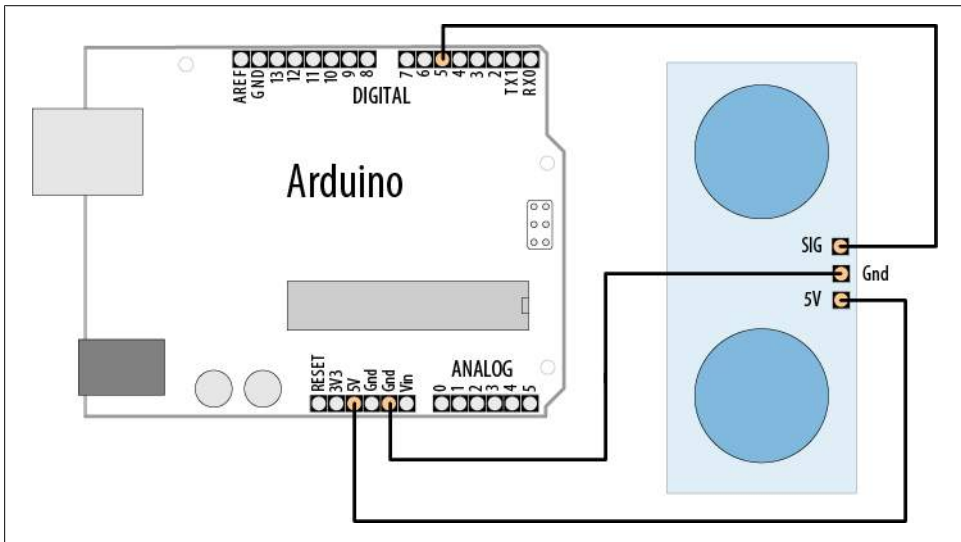 AREF
GND
13
12
11
10
9
8
7
6
5
4
3
2
TX1
RX0
DIGITAL
Arduino
SIG
Gnd
5V
RESET
3V3
5V
Gnd
Gnd
Vin
ANALOG
0
1
2
3
4
5